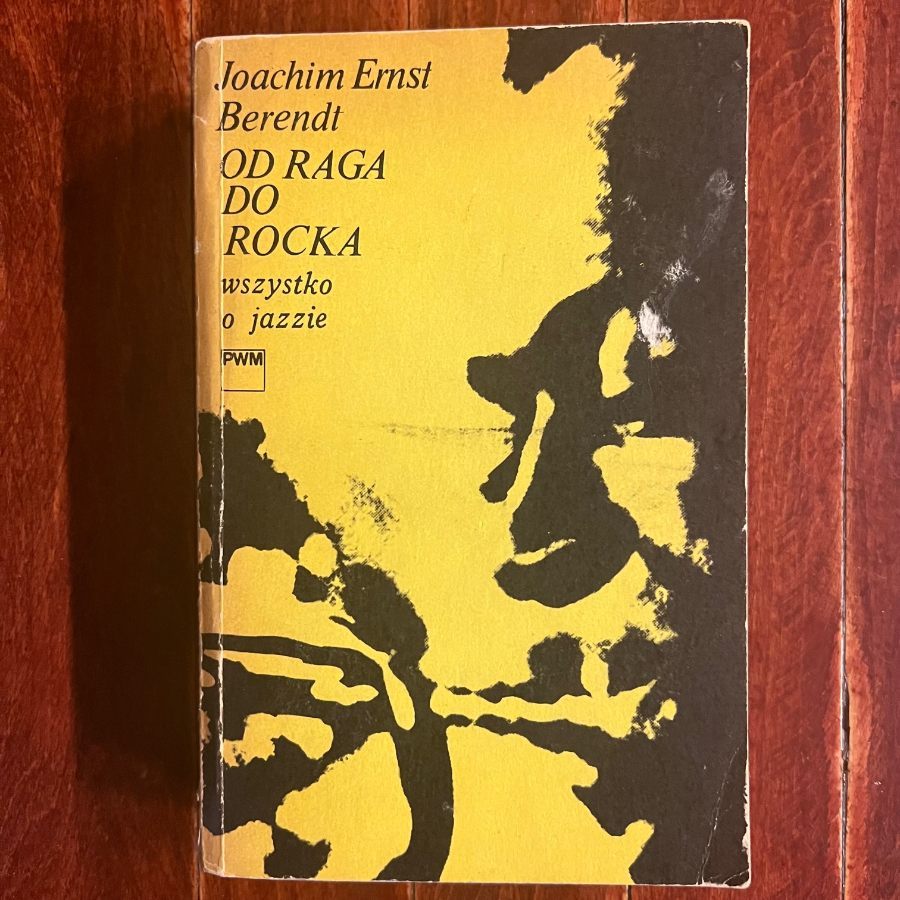 Joachim Ernst
Berendt
OD RAGA
DO
ROCKA
wszystko
o jazzie
PWM